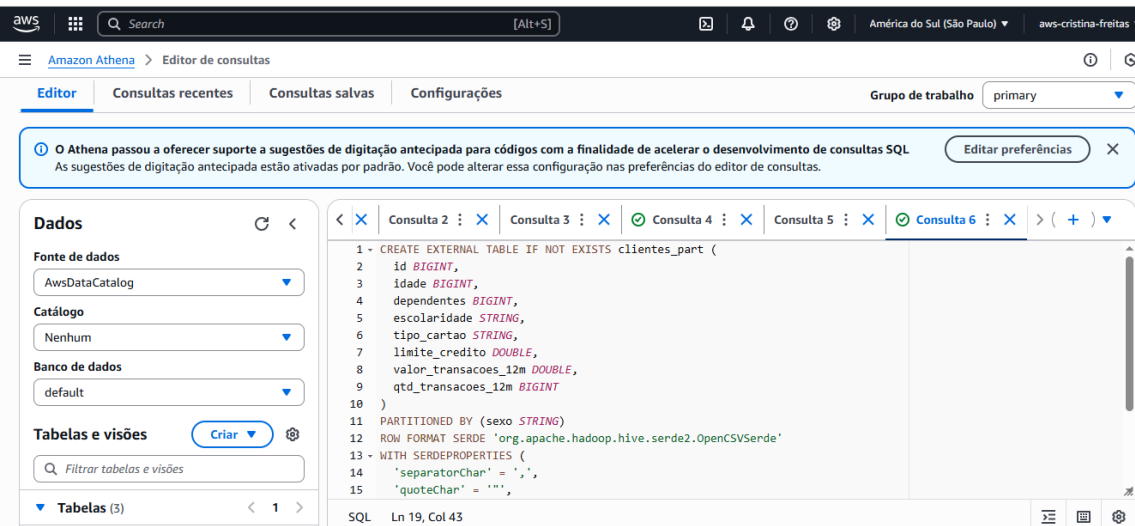 aws Search [Alt+S] América do Sul (São Paulo) aws-cristina-freitas
Amazon Athena > Editor de consultas
Editor Consultas recentes Consultas salvas Configurações Grupo de trabalho primary
O Athena passou a oferecer suporte a sugestões de digitação antecipada para códigos com a finalidade de acelerar o desenvolvimento de consultas SQL
As sugestões de digitação antecipada estão ativadas por padrão. Você pode alterar essa configuração nas preferências do editor de consultas.
Editar preferências
Dados
Fonte de dados
AwsDataCatalog
Catálogo
Nenhum
Banco de dados
default
Tabelas e visões Criar
Filtrar tabelas e visões
Tabelas (3) < 1 >
Consulta 2 Consulta 3 Consulta 4 Consulta 5 Consulta 6
1 CREATE EXTERNAL TABLE IF NOT EXISTS clientes_part (
2 id BIGINT,
3 idade BIGINT,
4 dependentes BIGINT,
5 escolaridade STRING,
6 tipo_cartao STRING,
7 limite_credito DOUBLE,
8 valor_transacoes_12m DOUBLE,
9 qtd_transacoes_12m BIGINT
10 )
11 PARTITIONED BY (sexo STRING)
12 ROW FORMAT SERDE 'org.apache.hadoop.hive.serde2.OpenCSVSerde'
13 WITH SERDEPROPERTIES (
14 'separatorChar' = ',',
15 'quoteChar' = '"',
SQL Ln 19, Col 43